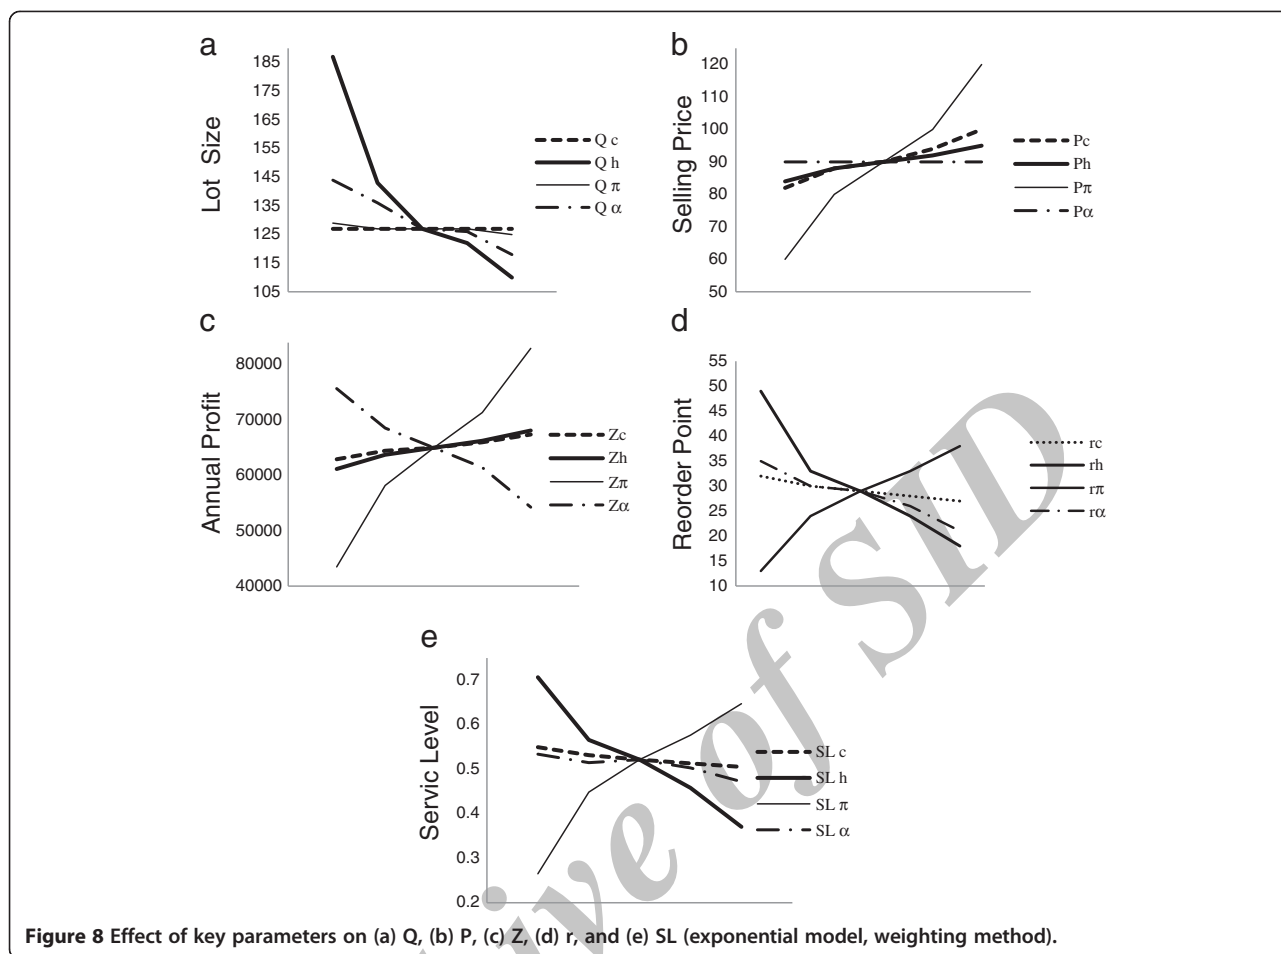 a
185
175
165
155
145
135
125
115
105
Lot Size
Q c
Q h
Q π
Q α
b
120
110
100
90
80
70
60
50
Selling Price
Pc
Ph
Pπ
Pα
c
80000
70000
60000
50000
40000
Annual Profit
Zc
Zh
Zπ
Zα
d
55
50
45
40
35
30
25
20
15
10
Reorder Point
rc
rh
rπ
rα
e
0.7
0.6
0.5
0.4
0.3
0.2
Servic Level
SL c
SL h
SL π
SL α
ive of SID
Figure 8 Effect of key parameters on (a) Q, (b) P, (c) Z, (d) r, and (e) SL (exponential model, weighting method).